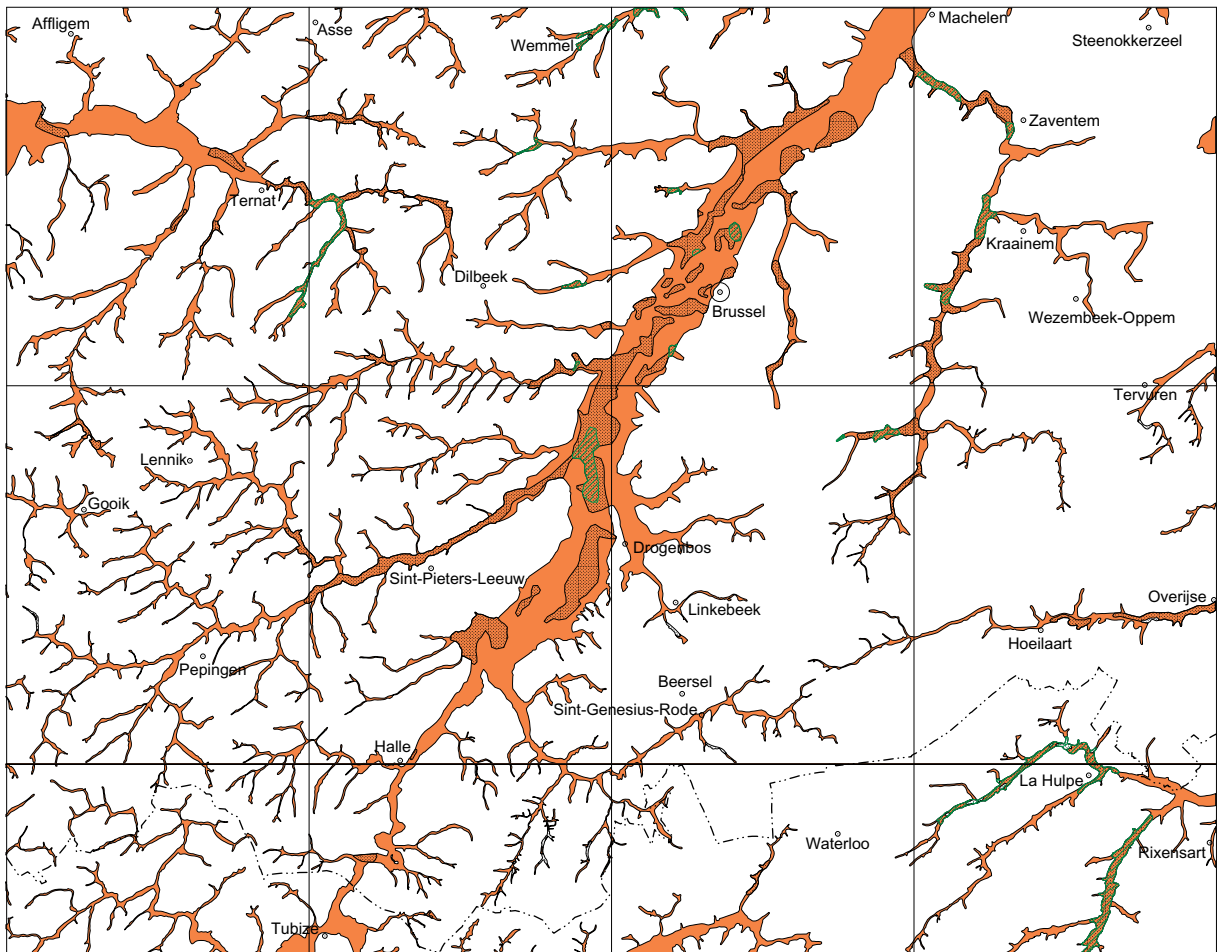 Machelen
Affligem
Asse
Wemmel
Steenokkerzeel
Zaventem
Ternat
Kraainem
Dilbeek
Brussel
Wezembeek-Oppem
Tervuren
Lennik
Gooik
Drogenbos
Sint-Pieters-Leeuw
Linkebeek
Overijse
Hoeilaart
Pepingen
Beersel
Sint-Genesius-Rode
Halle
La Hulpe
Waterloo
Rixensart
Tubize